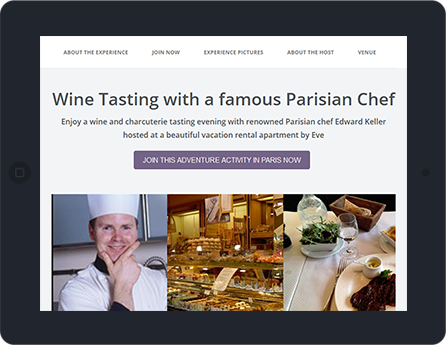 ABOUT THE EXPERIENCE JOIN NOW EXPERIENCE PICTURES ABOUT THE HOST VENUE
Wine Tasting with a famous Parisian Chef
Enjoy a wine and charcuterie tasting evening with renowned Parisian chef Edward Keller
hosted at a beautiful vacation rental apartment by Eve
JOIN THIS ADVENTURE ACTIVITY IN PARIS NOW